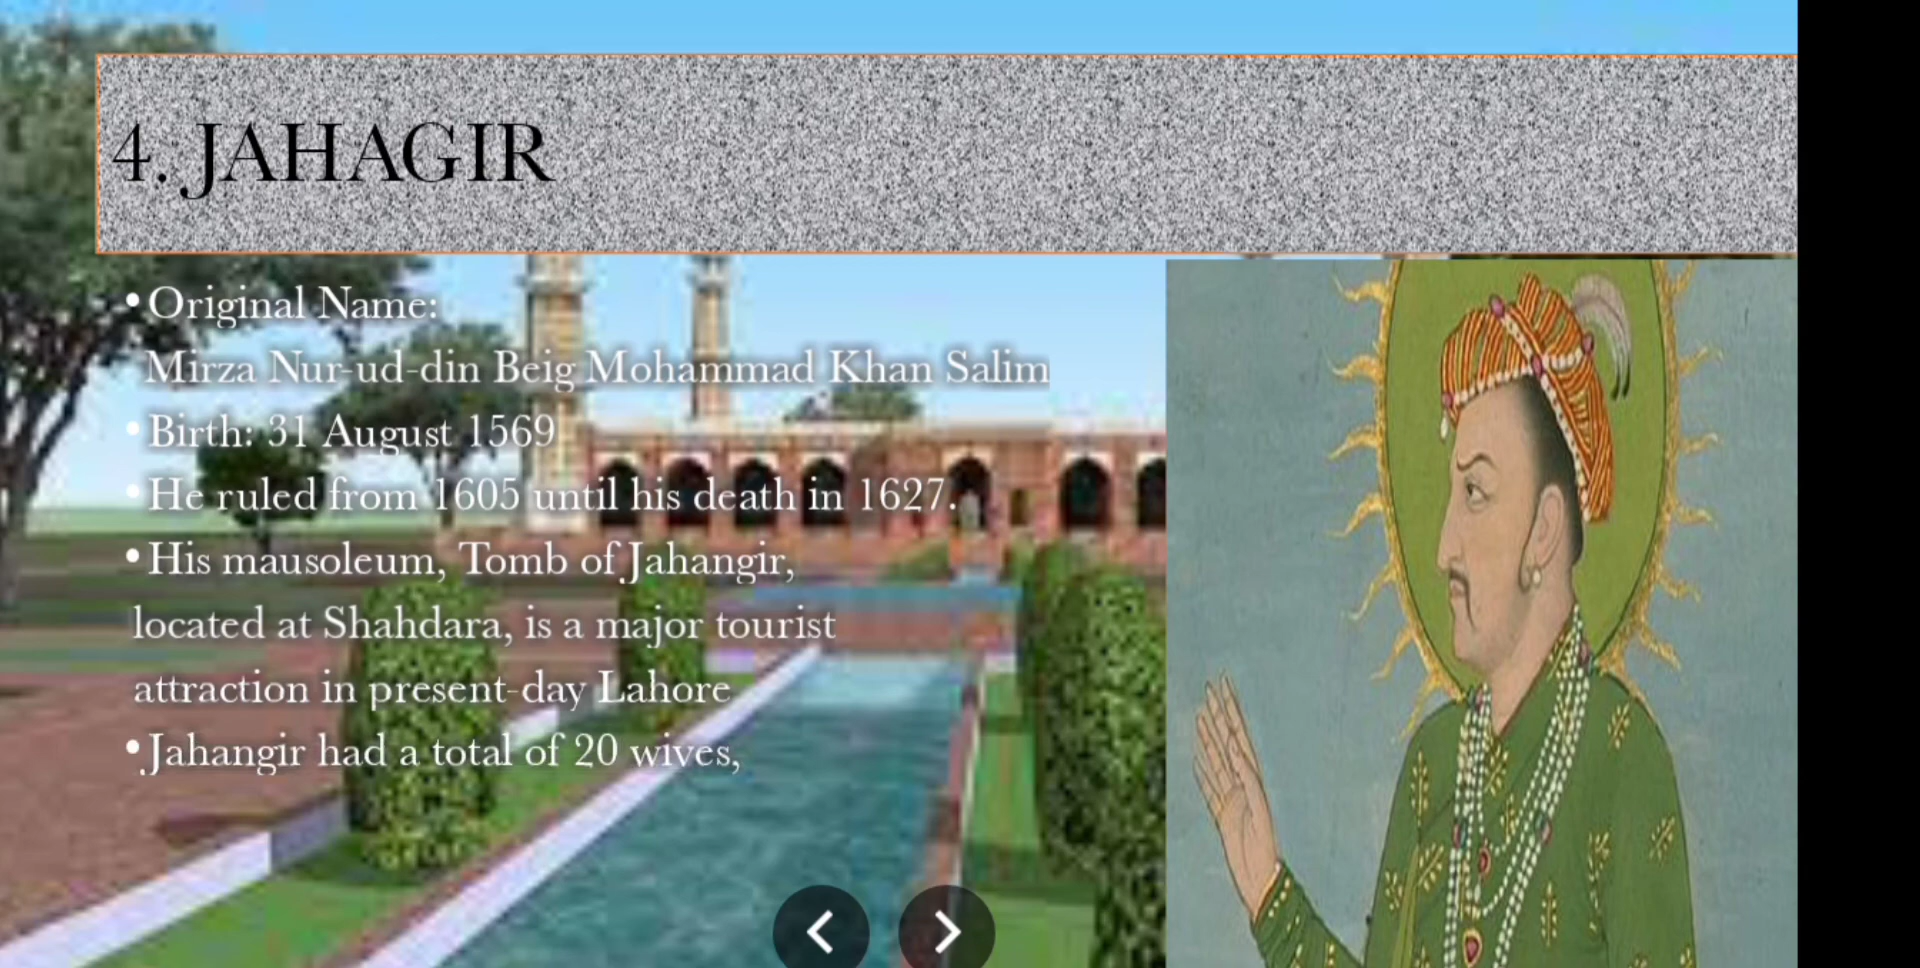 4. JAHAGIR
• Original Name:
Mirza Nur-ud-din Beig Mohammad Khan Salim
• Birth: 31 August 1569
• He ruled from 1605 until his death in 1627.
• His mausoleum, Tomb of Jahangir,
located at Shahdara, is a major tourist
attraction in present-day Lahore
• Jahangir had a total of 20 wives,